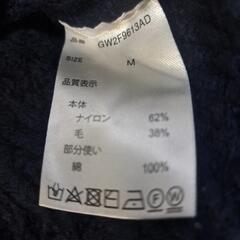 品番 GW2F9613AD
SIZE M
品質表示
本体
ナイロン 62%
毛 38%
部分使い
綿 100%